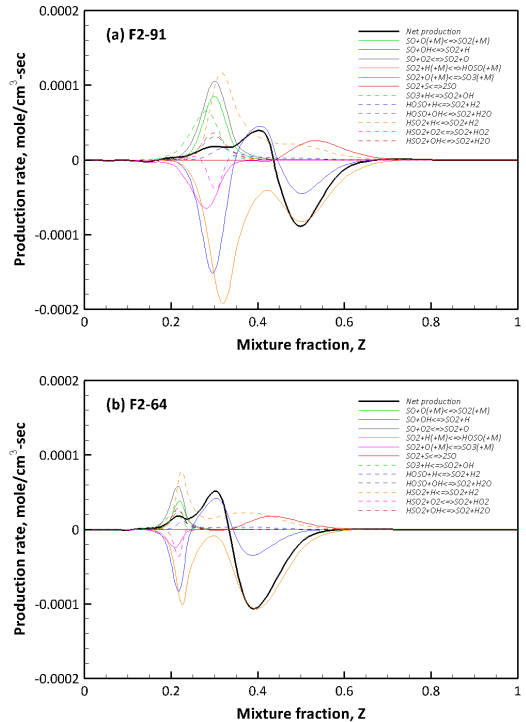 (a) F2-91
Net production
SO+O(+M)<=>SO2(+M)
SO+OH<=>SO2+H
SO+O2<=>SO2+O
SO2+H(+M)<=>HOSO(+M)
SO2+O(+M)<=>SO3(+M)
SO2+S<=>2SO
SO3+H<=>SO2+OH
HOSO+H<=>SO2+H2
HOSO+OH<=>SO2+H2O
HSO2+H<=>SO2+H2
HSO2+O2<=>SO2+HO2
HSO2+OH<=>SO2+H2O
0.0002
0.0001
0
-0.0001
-0.0002
Production rate, mole/cm3-sec
0 0.2 0.4 0.6 0.8 1
Mixture fraction, Z
(b) F2-64
Net production
SO+O(+M)<=>SO2(+M)
SO+OH<=>SO2+H
SO+O2<=>SO2+O
SO2+H(+M)<=>HOSO(+M)
SO2+O(+M)<=>SO3(+M)
SO2+S<=>2SO
SO3+H<=>SO2+OH
HOSO+H<=>SO2+H2
HOSO+OH<=>SO2+H2O
HSO2+H<=>SO2+H2
HSO2+O2<=>SO2+HO2
HSO2+OH<=>SO2+H2O
0.0002
0.0001
0
-0.0001
-0.0002
Production rate, mole/cm3-sec
0 0.2 0.4 0.6 0.8 1
Mixture fraction, Z